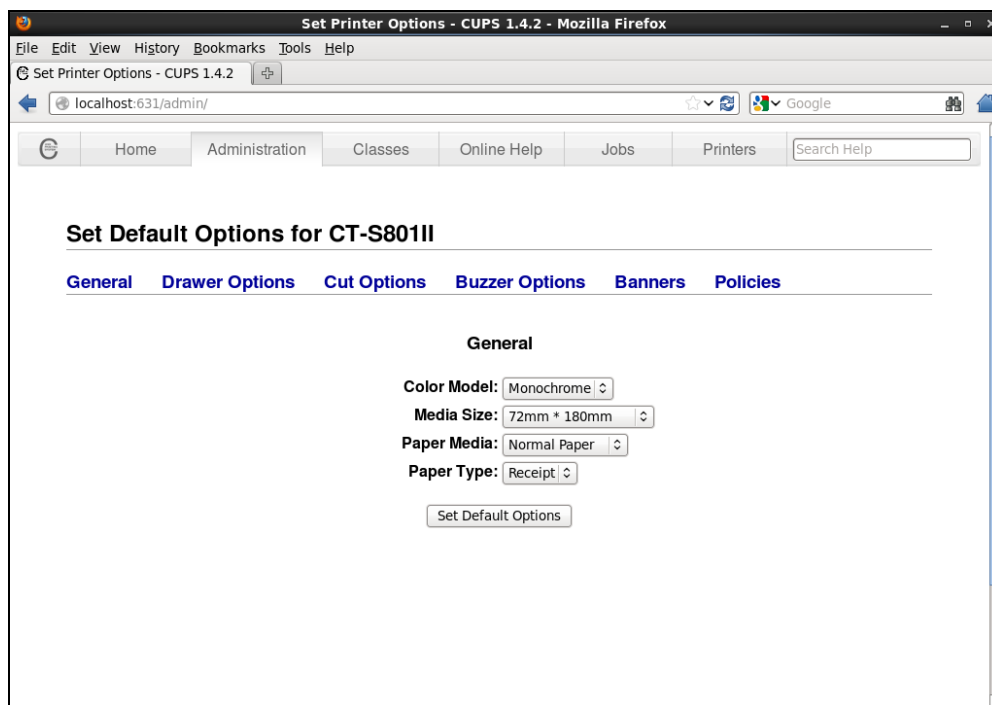 Set Printer Options - CUPS 1.4.2 - Mozilla Firefox
File Edit View History Bookmarks Tools Help
Set Printer Options - CUPS 1.4.2
localhost:631/admin/ Google
Home Administration Classes Online Help Jobs Printers Search Help
Set Default Options for CT-S801II
General Drawer Options Cut Options Buzzer Options Banners Policies
General
Color Model: Monochrome
Media Size: 72mm * 180mm
Paper Media: Normal Paper
Paper Type: Receipt
Set Default Options